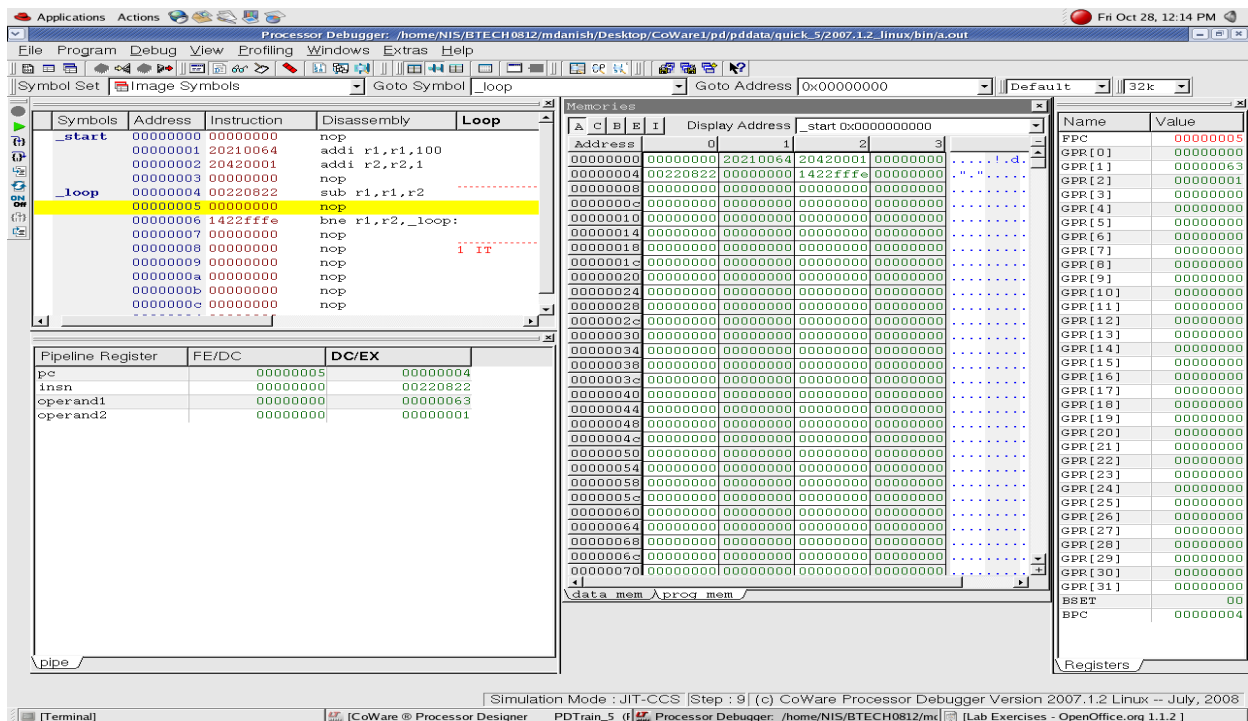 Applications Actions Fri Oct 28, 12:14 PM
Processor Debugger: /home/NIS/BTECH0812/mdanish/Desktop/CoWare1/pd/pddata/quick_5/2007.1.2_linux/bin/a.out
File Program Debug View Profiling Windows Extras Help
Symbol Set Image Symbols Goto Symbol _loop Goto Address 0x00000000 Default 32k
Symbols Address Instruction Disassembly Loop
_start 00000000 00000000 nop
00000001 20210064 addi r1,r1,100
00000002 20420001 addi r2,r2,1
00000003 00000000 nop
_loop 00000004 00220822 sub r1,r1,r2
00000005 00000000 nop
00000006 1422fffe bne r1,r2,_loop:
00000007 00000000 nop
00000008 00000000 nop 1 IT
00000009 00000000 nop
0000000a 00000000 nop
0000000b 00000000 nop
0000000c 00000000 nop
Pipeline Register FE/DC DC/EX
pc 00000005 00000004
insn 00000000 00220822
operand1 00000000 00000063
operand2 00000000 00000001
pipe
Memories
A C B E I Display Address _start 0x0000000000
Address 0 1 2 3
00000000 00000000 20210064 20420001 00000000 .....!.d.
00000004 00220822 00000000 1422fffe 00000000 .".".....
00000008 00000000 00000000 00000000 00000000 .........
0000000c 00000000 00000000 00000000 00000000 .........
00000010 00000000 00000000 00000000 00000000 .........
00000014 00000000 00000000 00000000 00000000 .........
00000018 00000000 00000000 00000000 00000000 .........
0000001c 00000000 00000000 00000000 00000000 .........
00000020 00000000 00000000 00000000 00000000 .........
00000024 00000000 00000000 00000000 00000000 .........
00000028 00000000 00000000 00000000 00000000 .........
0000002c 00000000 00000000 00000000 00000000 .........
00000030 00000000 00000000 00000000 00000000 .........
00000034 00000000 00000000 00000000 00000000 .........
00000038 00000000 00000000 00000000 00000000 .........
0000003c 00000000 00000000 00000000 00000000 .........
00000040 00000000 00000000 00000000 00000000 .........
00000044 00000000 00000000 00000000 00000000 .........
00000048 00000000 00000000 00000000 00000000 .........
0000004c 00000000 00000000 00000000 00000000 .........
00000050 00000000 00000000 00000000 00000000 .........
00000054 00000000 00000000 00000000 00000000 .........
00000058 00000000 00000000 00000000 00000000 .........
0000005c 00000000 00000000 00000000 00000000 .........
00000060 00000000 00000000 00000000 00000000 .........
00000064 00000000 00000000 00000000 00000000 .........
00000068 00000000 00000000 00000000 00000000 .........
0000006c 00000000 00000000 00000000 00000000 .........
00000070 00000000 00000000 00000000 00000000 .........
data_mem prog_mem
Name Value
FPC 00000005
GPR[0] 00000000
GPR[1] 00000063
GPR[2] 00000001
GPR[3] 00000000
GPR[4] 00000000
GPR[5] 00000000
GPR[6] 00000000
GPR[7] 00000000
GPR[8] 00000000
GPR[9] 00000000
GPR[10] 00000000
GPR[11] 00000000
GPR[12] 00000000
GPR[13] 00000000
GPR[14] 00000000
GPR[15] 00000000
GPR[16] 00000000
GPR[17] 00000000
GPR[18] 00000000
GPR[19] 00000000
GPR[20] 00000000
GPR[21] 00000000
GPR[22] 00000000
GPR[23] 00000000
GPR[24] 00000000
GPR[25] 00000000
GPR[26] 00000000
GPR[27] 00000000
GPR[28] 00000000
GPR[29] 00000000
GPR[30] 00000000
GPR[31] 00000000
BSET 00
BPC 00000004
Registers
Simulation Mode : JIT-CCS Step : 9 (c) CoWare Processor Debugger Version 2007.1.2 Linux -- July, 2008
[Terminal] [CoWare ® Processor Designer PDTrain_5 (F Processor Debugger: /home/NIS/BTECH0812/mc [Lab Exercises - OpenOffice.org 1.1.2 ]